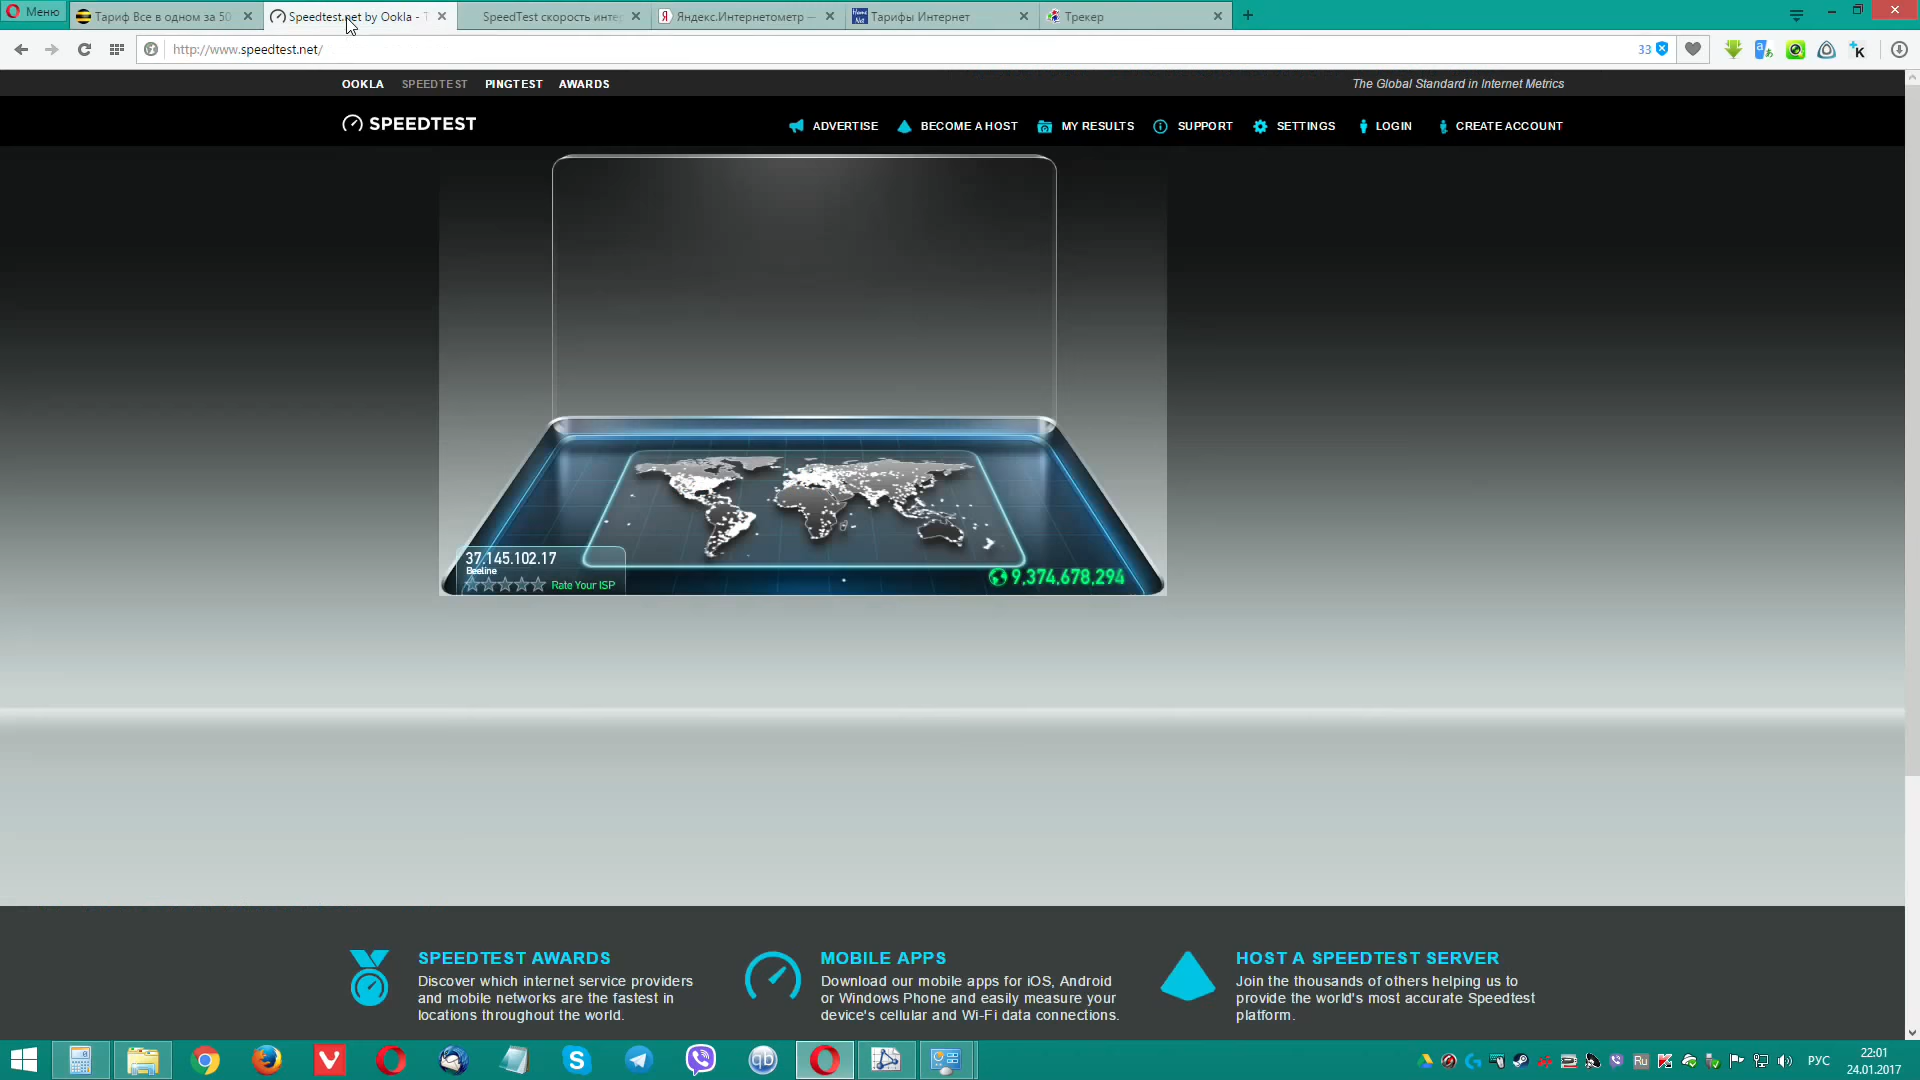 Меню
Тариф Все в одном за 50
Speedtest.net by Ookla - T
SpeedTest скорость инте
Яндекс.Интернетометр —
Тарифы Интернет
Трекер
http://www.speedtest.net/
33
OOKLA SPEEDTEST PINGTEST AWARDS
The Global Standard in Internet Metrics
SPEEDTEST
ADVERTISE BECOME A HOST MY RESULTS SUPPORT SETTINGS LOGIN CREATE ACCOUNT
37.145.102.17
Beeline
Rate Your ISP
9,374,678,294
SPEEDTEST AWARDS
Discover which internet service providers
and mobile networks are the fastest in
locations throughout the world.
MOBILE APPS
Download our mobile apps for iOS, Android
or Windows Phone and easily measure your
device's cellular and Wi-Fi data connections.
HOST A SPEEDTEST SERVER
Join the thousands of others helping us to
provide the world's most accurate Speedtest
platform.
qb
Ru
РУС
22:01
24.01.2017